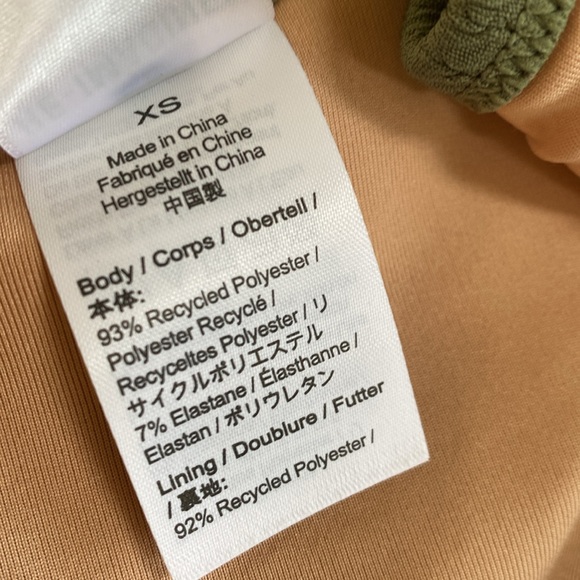 XS
Made in China
Fabriqué en Chine
Hergestellt in China
中国製
Body / Corps / Oberteil /
本体:
93% Recycled Polyester /
Polyester Recyclé /
Recyceltes Polyester / リ
サイクルポリエステル
7% Elastane / Élasthanne /
Elastan / ポリウレタン
Lining / Doublure / Futter
/ 裏地:
92% Recycled Polyester /